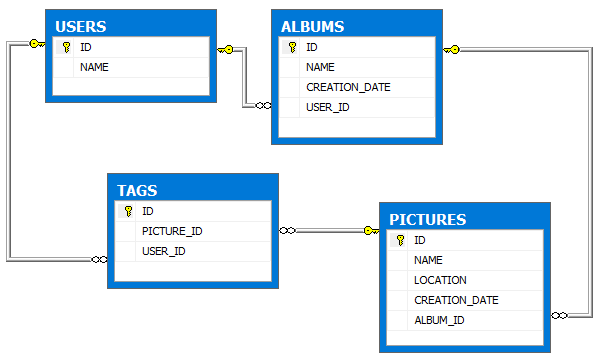 USERS
ID
NAME
ALBUMS
ID
NAME
CREATION_DATE
USER_ID
TAGS
ID
PICTURE_ID
USER_ID
PICTURES
ID
NAME
LOCATION
CREATION_DATE
ALBUM_ID